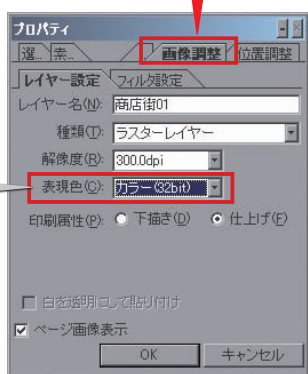 プロパティ
選... 素... 画像調整 位置調整
レイヤー設定 フィルタ設定
レイヤー名(N): 商店街01
種類(T): ラスターレイヤー
解像度(R): 300.0dpi
表現色(C): カラー(32bit)
印刷属性(P): 下描き(D) 仕上げ(F)
白を透明にして貼り付け
ページ画像表示
OK キャンセル